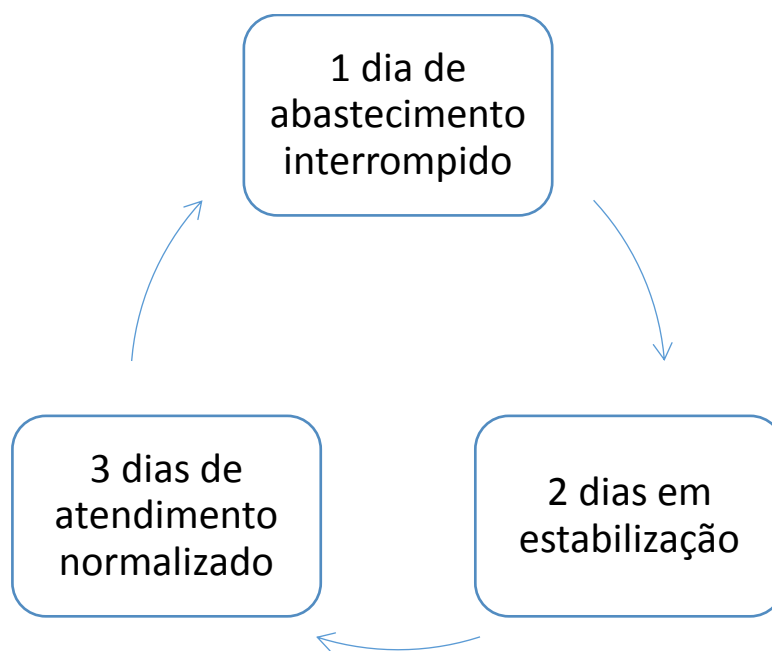 1 dia de
abastecimento
interrompido
3 dias de
atendimento
normalizado
2 dias em
estabilização